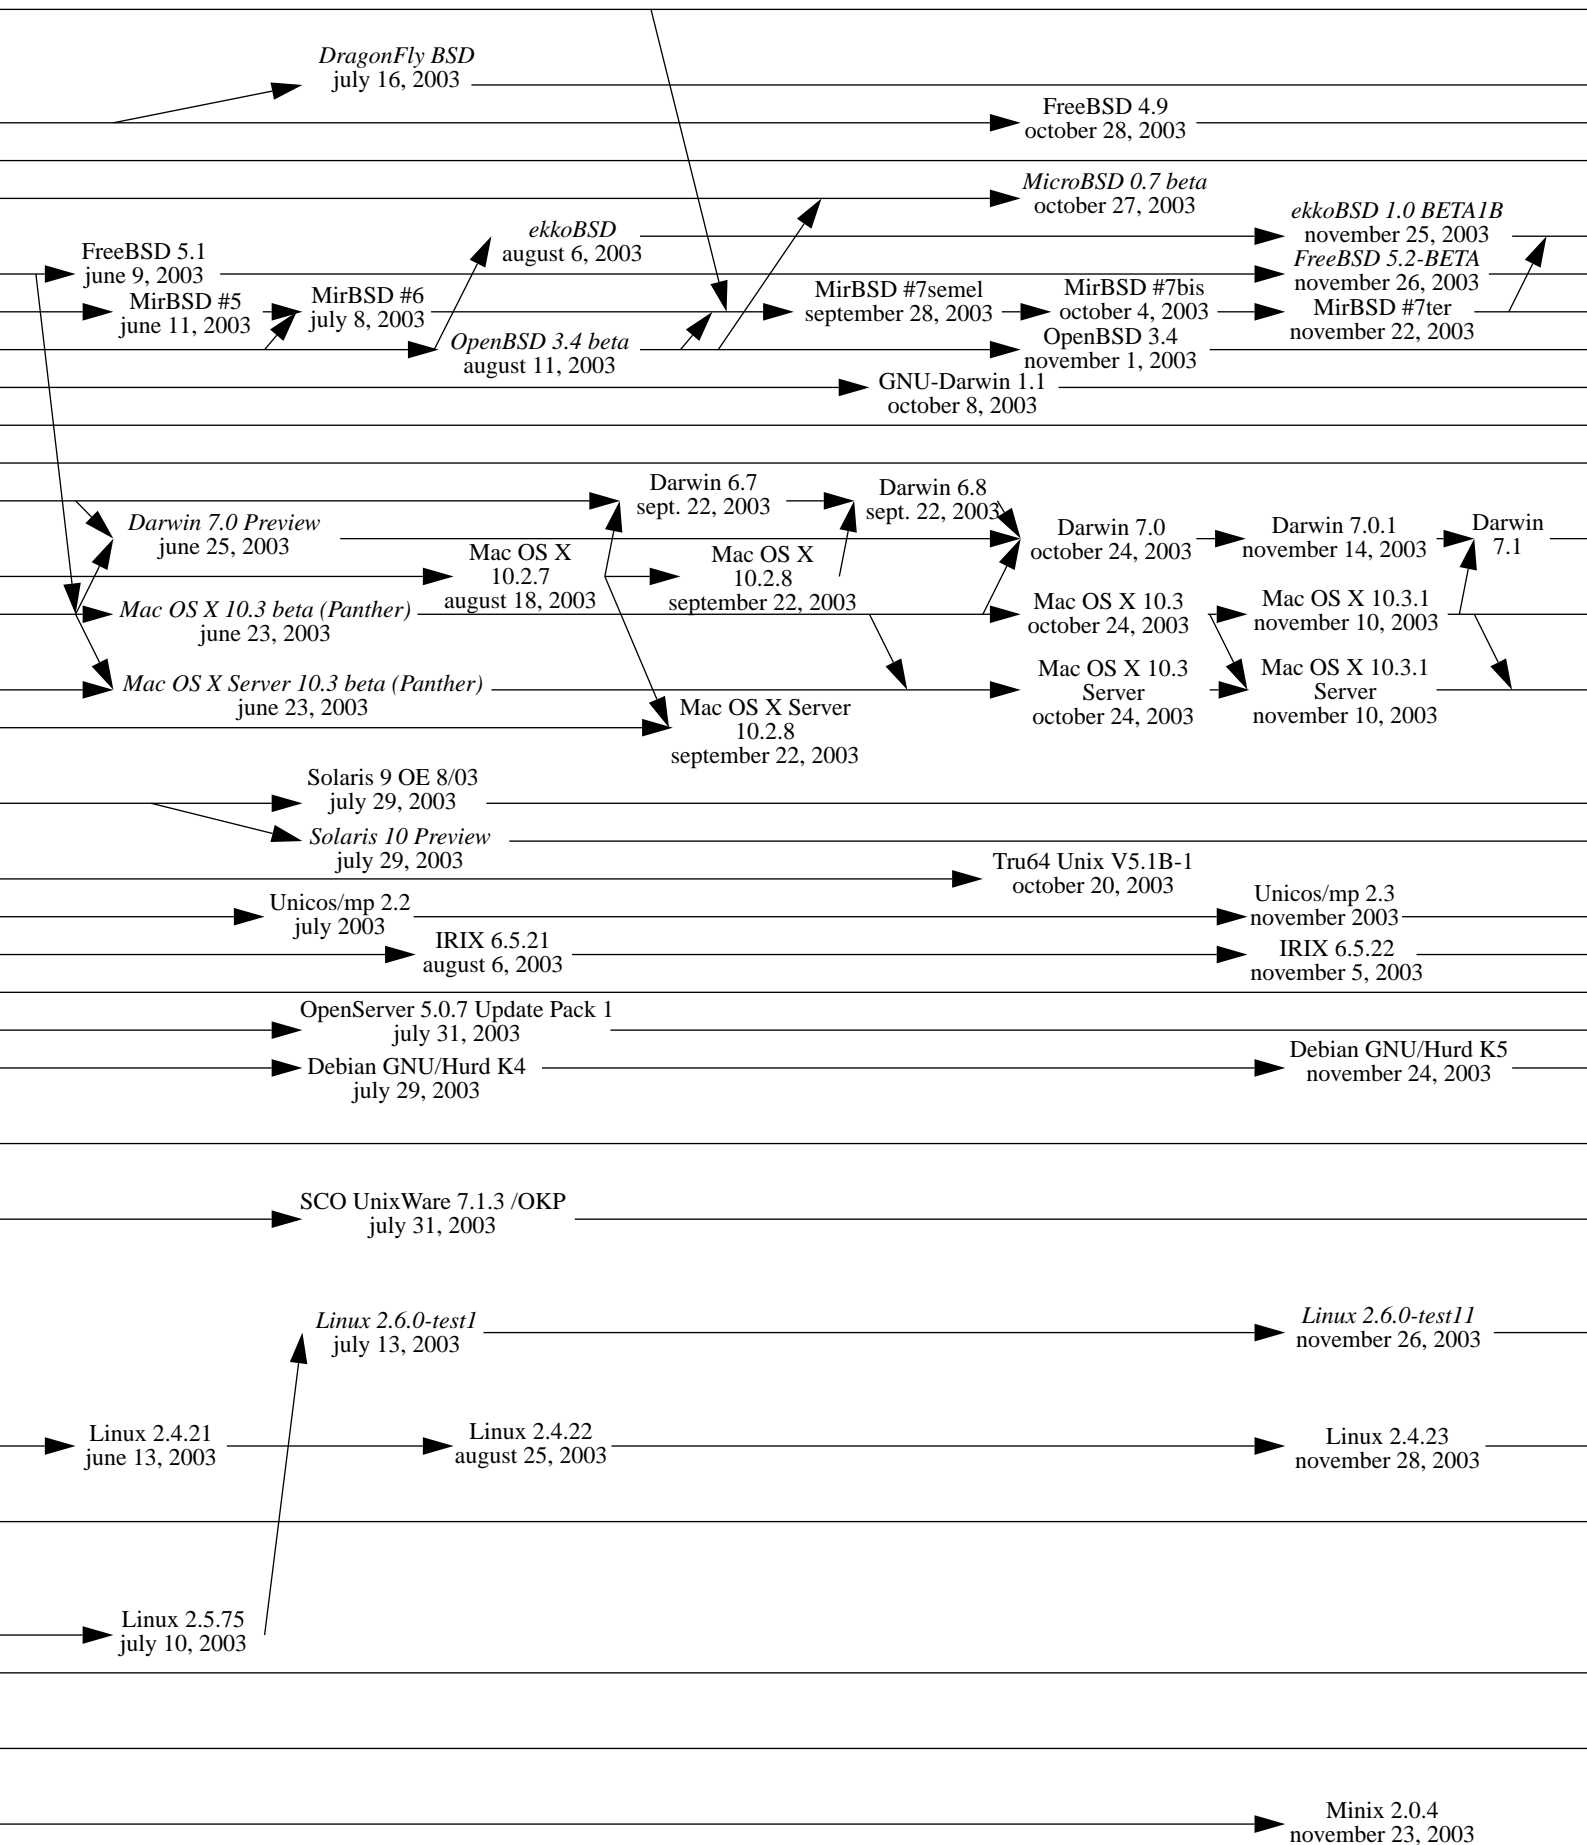 DragonFly BSD
july 16, 2003
FreeBSD 4.9
october 28, 2003
MicroBSD 0.7 beta
october 27, 2003
ekkoBSD 1.0 BETA1B
november 25, 2003
ekkoBSD
august 6, 2003
FreeBSD 5.1
june 9, 2003
FreeBSD 5.2-BETA
november 26, 2003
MirBSD #5
june 11, 2003
MirBSD #6
july 8, 2003
MirBSD #7semel
september 28, 2003
MirBSD #7bis
october 4, 2003
MirBSD #7ter
november 22, 2003
OpenBSD 3.4 beta
august 11, 2003
OpenBSD 3.4
november 1, 2003
GNU-Darwin 1.1
october 8, 2003
Darwin 6.7
sept. 22, 2003
Darwin 6.8
sept. 22, 2003
Darwin 7.0 Preview
june 25, 2003
Darwin 7.0
october 24, 2003
Darwin 7.0.1
november 14, 2003
Darwin
7.1
Mac OS X
10.2.7
august 18, 2003
Mac OS X
10.2.8
september 22, 2003
Mac OS X 10.3 beta (Panther)
june 23, 2003
Mac OS X 10.3
october 24, 2003
Mac OS X 10.3.1
november 10, 2003
Mac OS X Server 10.3 beta (Panther)
june 23, 2003
Mac OS X 10.3
Server
october 24, 2003
Mac OS X 10.3.1
Server
november 10, 2003
Mac OS X Server
10.2.8
september 22, 2003
Solaris 9 OE 8/03
july 29, 2003
Solaris 10 Preview
july 29, 2003
Tru64 Unix V5.1B-1
october 20, 2003
Unicos/mp 2.2
july 2003
Unicos/mp 2.3
november 2003
IRIX 6.5.21
august 6, 2003
IRIX 6.5.22
november 5, 2003
OpenServer 5.0.7 Update Pack 1
july 31, 2003
Debian GNU/Hurd K4
july 29, 2003
Debian GNU/Hurd K5
november 24, 2003
SCO UnixWare 7.1.3 /OKP
july 31, 2003
Linux 2.6.0-test1
july 13, 2003
Linux 2.6.0-test11
november 26, 2003
Linux 2.4.21
june 13, 2003
Linux 2.4.22
august 25, 2003
Linux 2.4.23
november 28, 2003
Linux 2.5.75
july 10, 2003
Minix 2.0.4
november 23, 2003